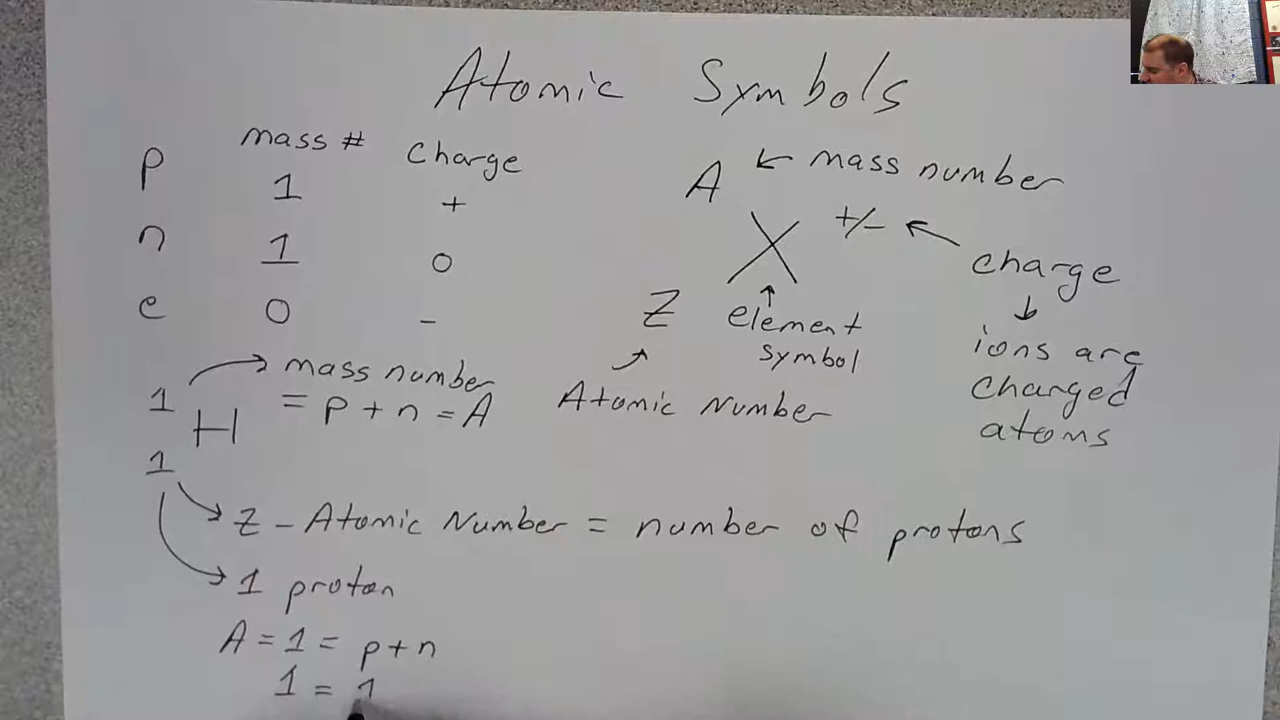 Atomic Symbols
mass # charge
p 1 +
n 1 0
e 0 -
A ← mass number
X +/- ← charge
Z element symbol
Atomic Number
ions are
charged
atoms
1 → mass number
H = p + n = A
1
Z - Atomic Number = number of protons
1 proton
A = 1 = p + n
1 = 1